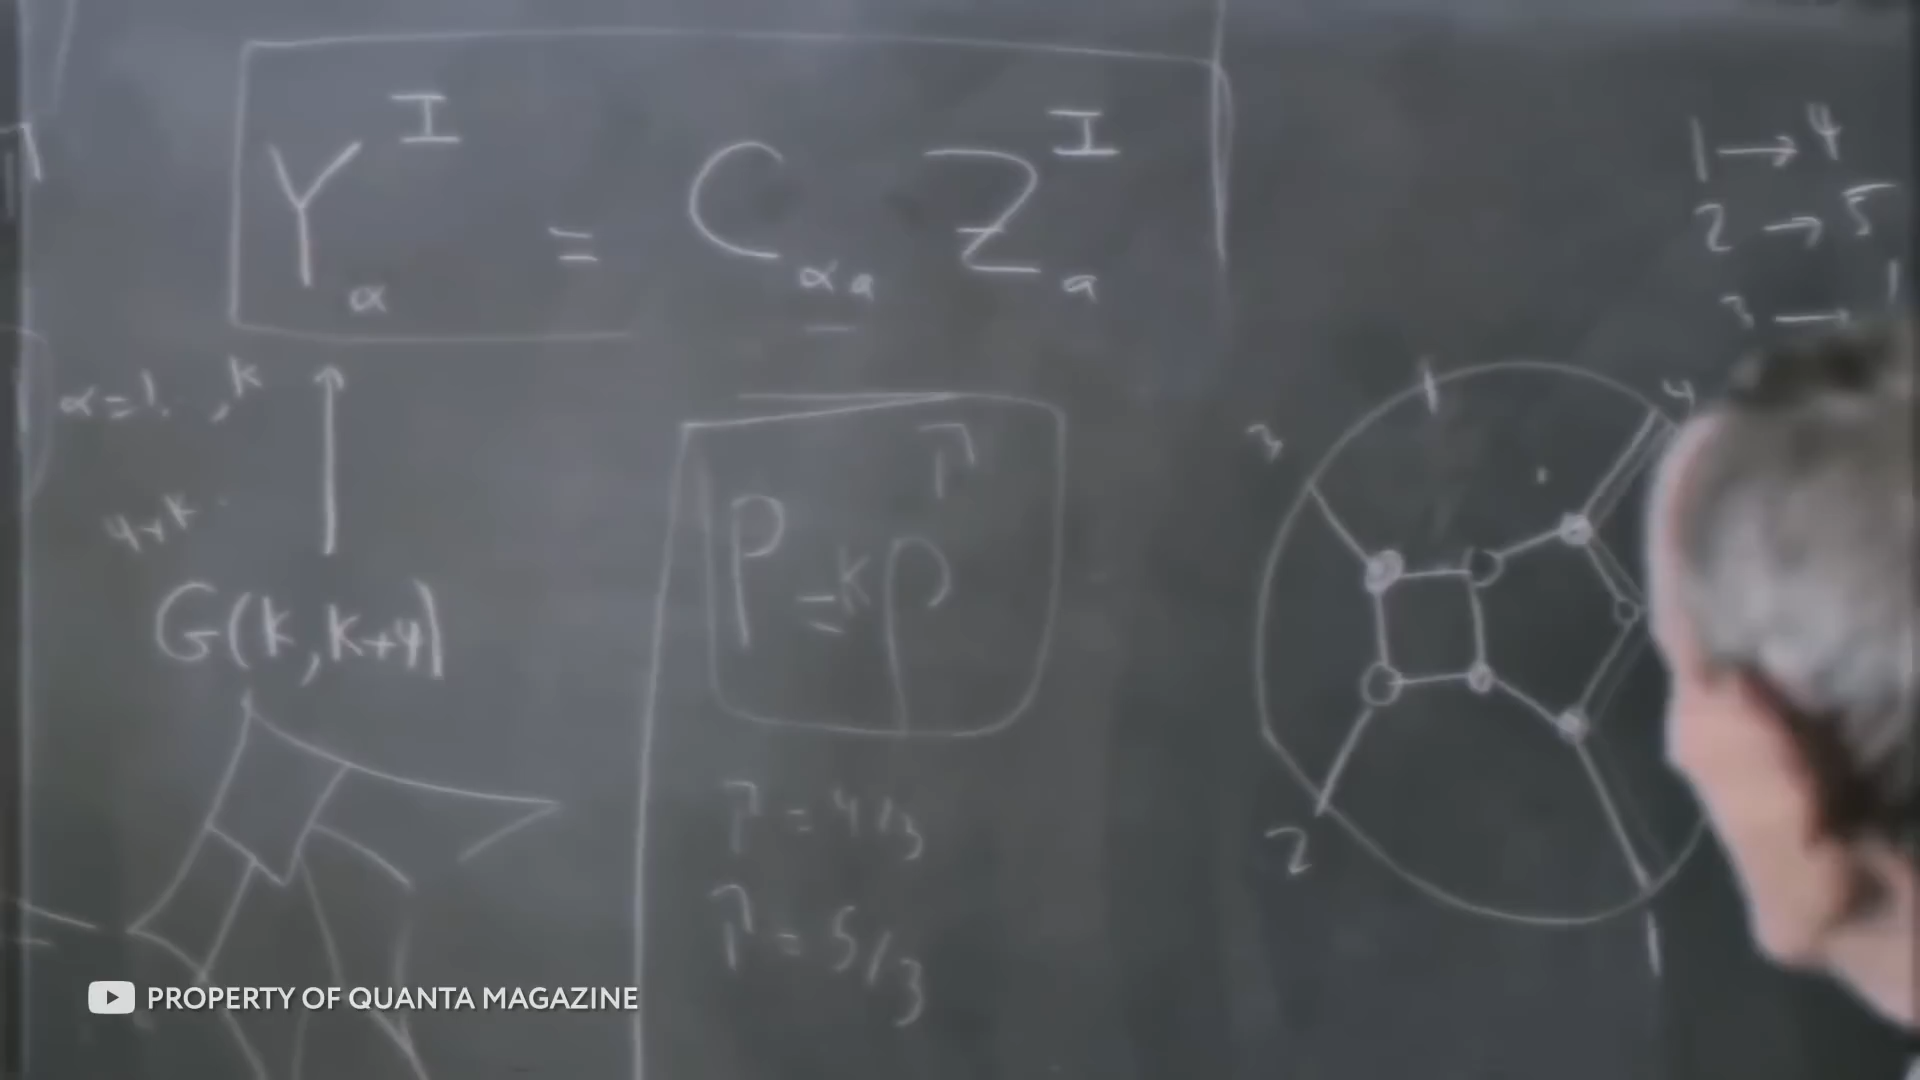 Y^I_α = C_αa Z^I_a
α=1. ,k
4+k
G(k,k+4)
P = k ρ^Γ
Γ = 4/3
Γ = 5/3
1 → 4
2 → 5
3 → 1
1
4
3
2
1
PROPERTY OF QUANTA MAGAZINE